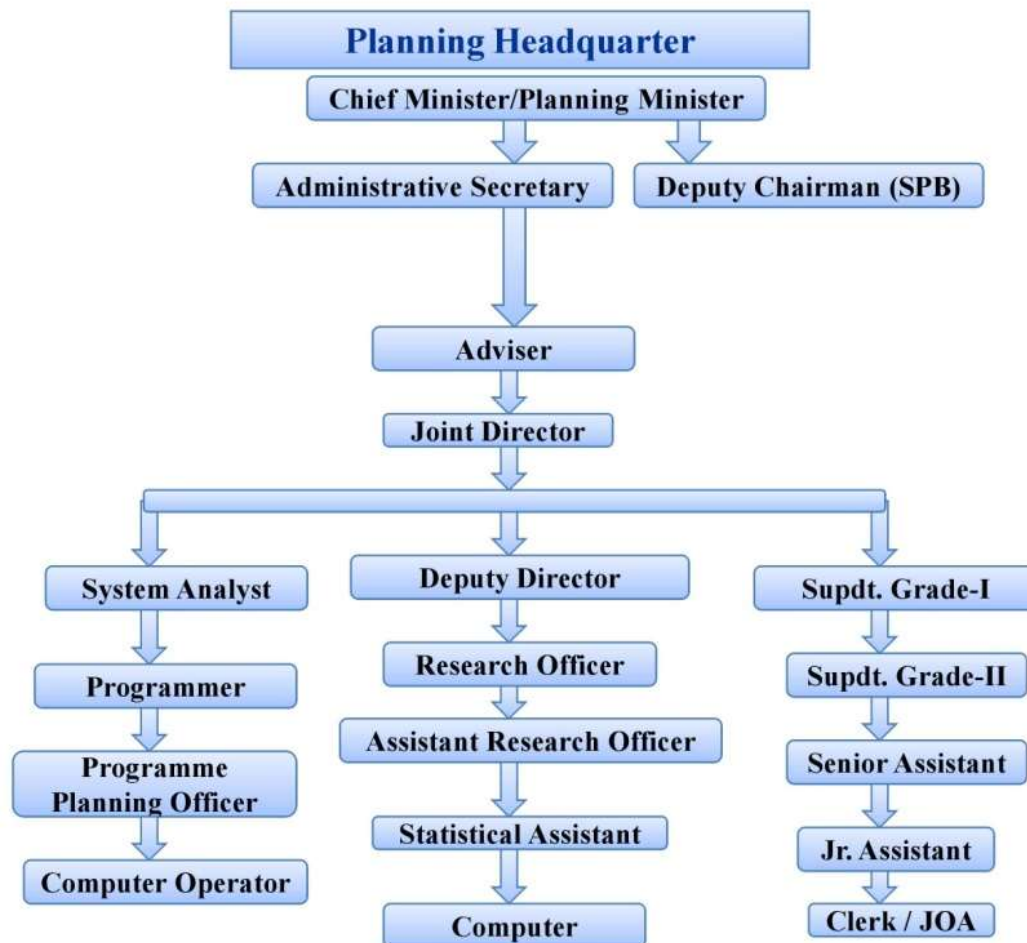 Planning Headquarter
Chief Minister/Planning Minister
Administrative Secretary
Deputy Chairman (SPB)
Adviser
Joint Director
System Analyst
Programmer
Programme
Planning Officer
Computer Operator
Deputy Director
Research Officer
Assistant Research Officer
Statistical Assistant
Computer
Supdt. Grade-I
Supdt. Grade-II
Senior Assistant
Jr. Assistant
Clerk / JOA